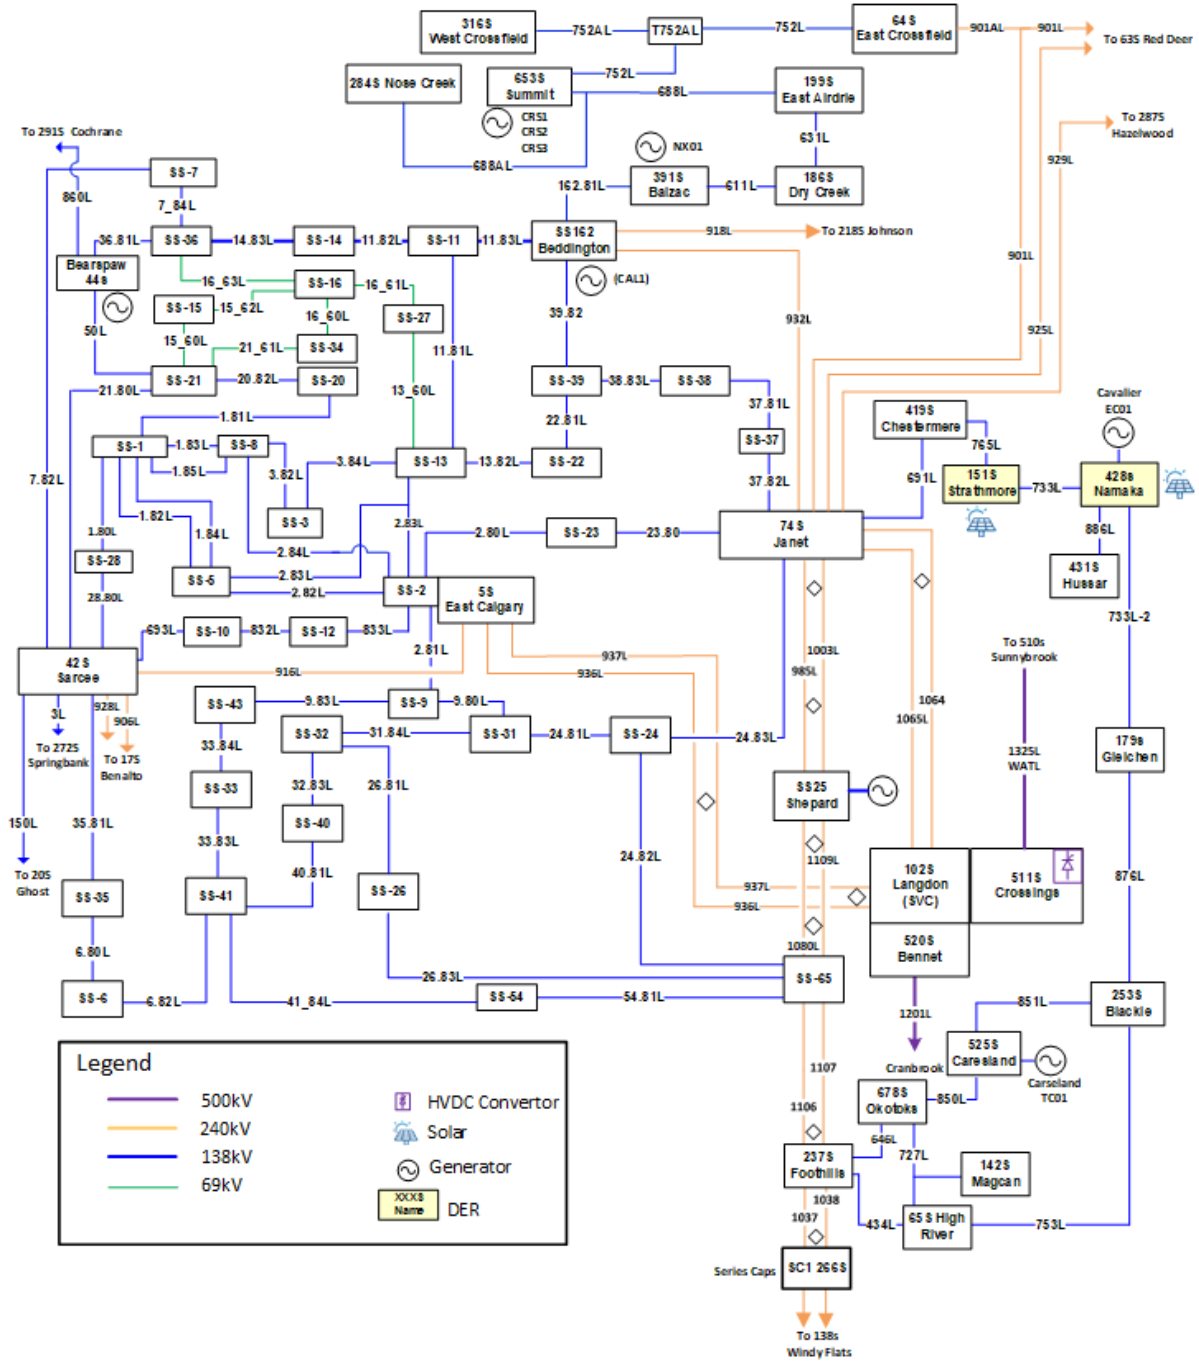 316S
West Crossfield
752AL
T752AL
752L
64S
East Crossfield
901AL
901L
To 63S Red Deer
284S Nose Creek
653S
Summit
752L
688L
199S
East Airdrie
CRS1
CRS2
CRS3
688AL
631L
To 287S
Hazelwood
929L
To 291S Cochrane
SS-7
860L
7_84L
NX01
162.81L
391S
Balzac
611L
186S
Dry Creek
36.81L
SS-36
14.83L
SS-14
11.82L
SS-11
11.83L
SS162
Beddington
918L
To 218S Johnson
901L
Bearspaw
44s
16_63L
SS-16
16_61L
(CAL1)
SS-15
15_62L
16_60L
SS-27
39.82
932L
925L
50L
15_60L
21_61L
SS-34
11.81L
21.80L
SS-21
20.82L
SS-20
13_60L
SS-39
38.83L
SS-38
Cavalier
EC01
1.81L
22.81L
37.81L
419S
Chestermere
SS-1
1.83L
SS-8
SS-37
765L
1.85L
3.82L
3.84L
SS-13
13.82L
SS-22
7.82L
37.82L
691L
151S
Strathmore
733L
428s
Namaka
1.82L
1.84L
SS-3
1.80L
2.83L
2.80L
SS-23
23.80
74S
Janet
886L
SS-28
2.84L
SS-5
2.83L
2.82L
SS-2
5S
East Calgary
431S
Hussar
28.80L
733L-2
693L
SS-10
832L
SS-12
833L
2.81L
937L
936L
1003L
985L
To 510s
Sunnybrook
42S
Sarcee
916L
1064
1065L
3L
928L
906L
SS-43
9.83L
SS-9
9.80L
SS-32
31.84L
SS-31
24.81L
SS-24
24.83L
To 272S
Springbank
To 17S
Benalto
33.84L
179s
Gleichen
1325L
WATL
SS-33
32.83L
26.81L
SS25
Shepard
150L
35.81L
SS-40
33.83L
24.82L
1109L
To 20S
Ghost
40.81L
SS-35
SS-41
SS-26
937L
936L
102S
Langdon
(SVC)
511S
Crossings
876L
6.80L
1080L
520S
Bennet
SS-6
6.82L
41_84L
26.83L
SS-54
54.81L
SS-65
851L
253S
Blackie
1201L
525S
Caresland
Cranbrook
Carseland
TC01
1107
1106
678S
Okotoks
850L
646L
727L
237S
Foothills
142S
Magcan
1038
1037
434L
65S High
River
753L
Series Caps
SC1 266S
To 138s
Windy Flats
Legend
500kV
240kV
138kV
69kV
HVDC Convertor
Solar
Generator
XXXS
Name
DER